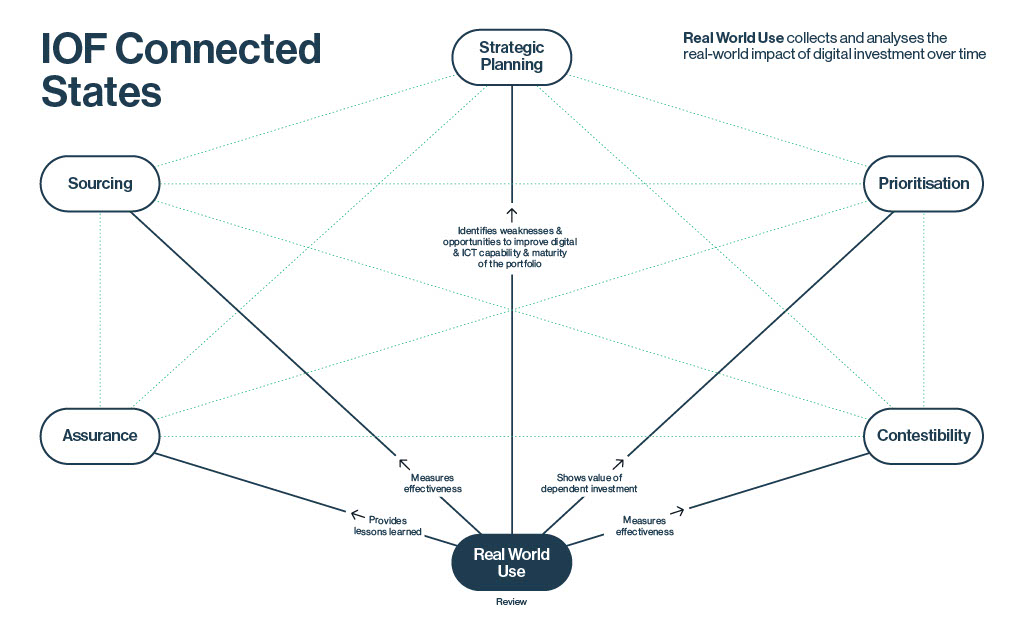 IOF Connected
States
Real World Use collects and analyses the
real-world impact of digital investment over time
Strategic
Planning
Sourcing
Prioritisation
Identifies weaknesses &
opportunities to improve digital
& ICT capability & maturity
of the portfolio
Assurance
Contestibility
Measures
effectiveness
Shows value of
dependent investment
Provides
lessons learned
Measures
effectiveness
Real World
Use
Review